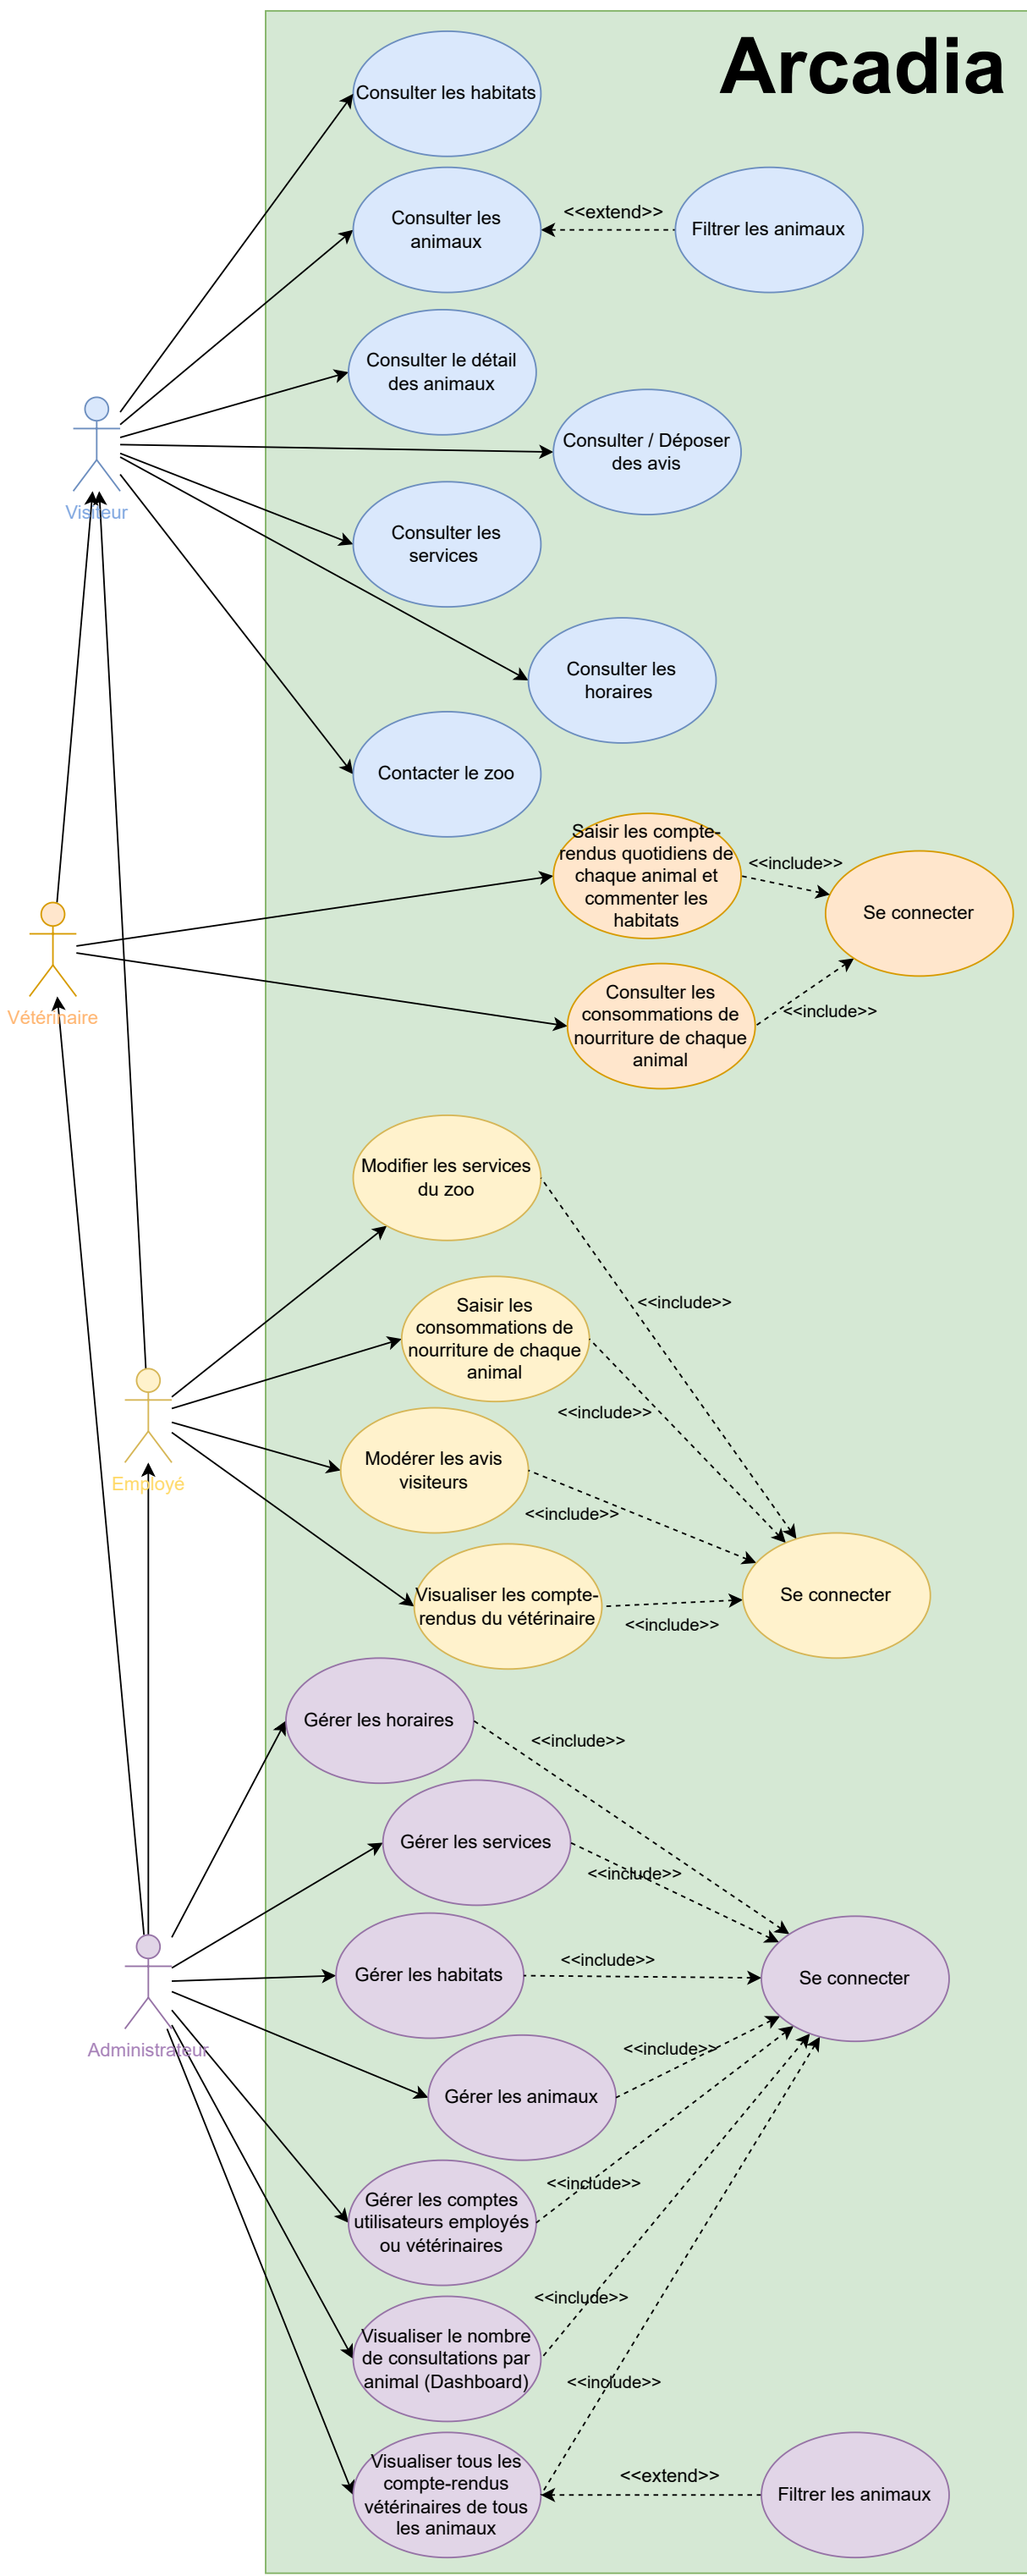 Arcadia
Consulter les habitats
Consulter les
animaux
<<extend>>
Filtrer les animaux
Consulter le détail
des animaux
Consulter / Déposer
des avis
Visiteur
Consulter les
services
Consulter les
horaires
Contacter le zoo
Saisir les compte-
rendus quotidiens de
chaque animal et
commenter les
habitats
<<include>>
Se connecter
Vétérinaire
Consulter les
consommations de
nourriture de chaque
animal
<<include>>
Modifier les services
du zoo
<<include>>
Saisir les
consommations de
nourriture de chaque
animal
<<include>>
Modérer les avis
visiteurs
Employé
<<include>>
Visualiser les compte-
rendus du vétérinaire
<<include>>
Se connecter
Gérer les horaires
<<include>>
Gérer les services
<<include>>
Gérer les habitats
<<include>>
Se connecter
Administrateur
Gérer les animaux
<<include>>
Gérer les comptes
utilisateurs employés
ou vétérinaires
<<include>>
Visualiser le nombre
de consultations par
animal (Dashboard)
<<include>>
Visualiser tous les
compte-rendus
vétérinaires de tous
les animaux
<<include>>
<<extend>>
Filtrer les animaux